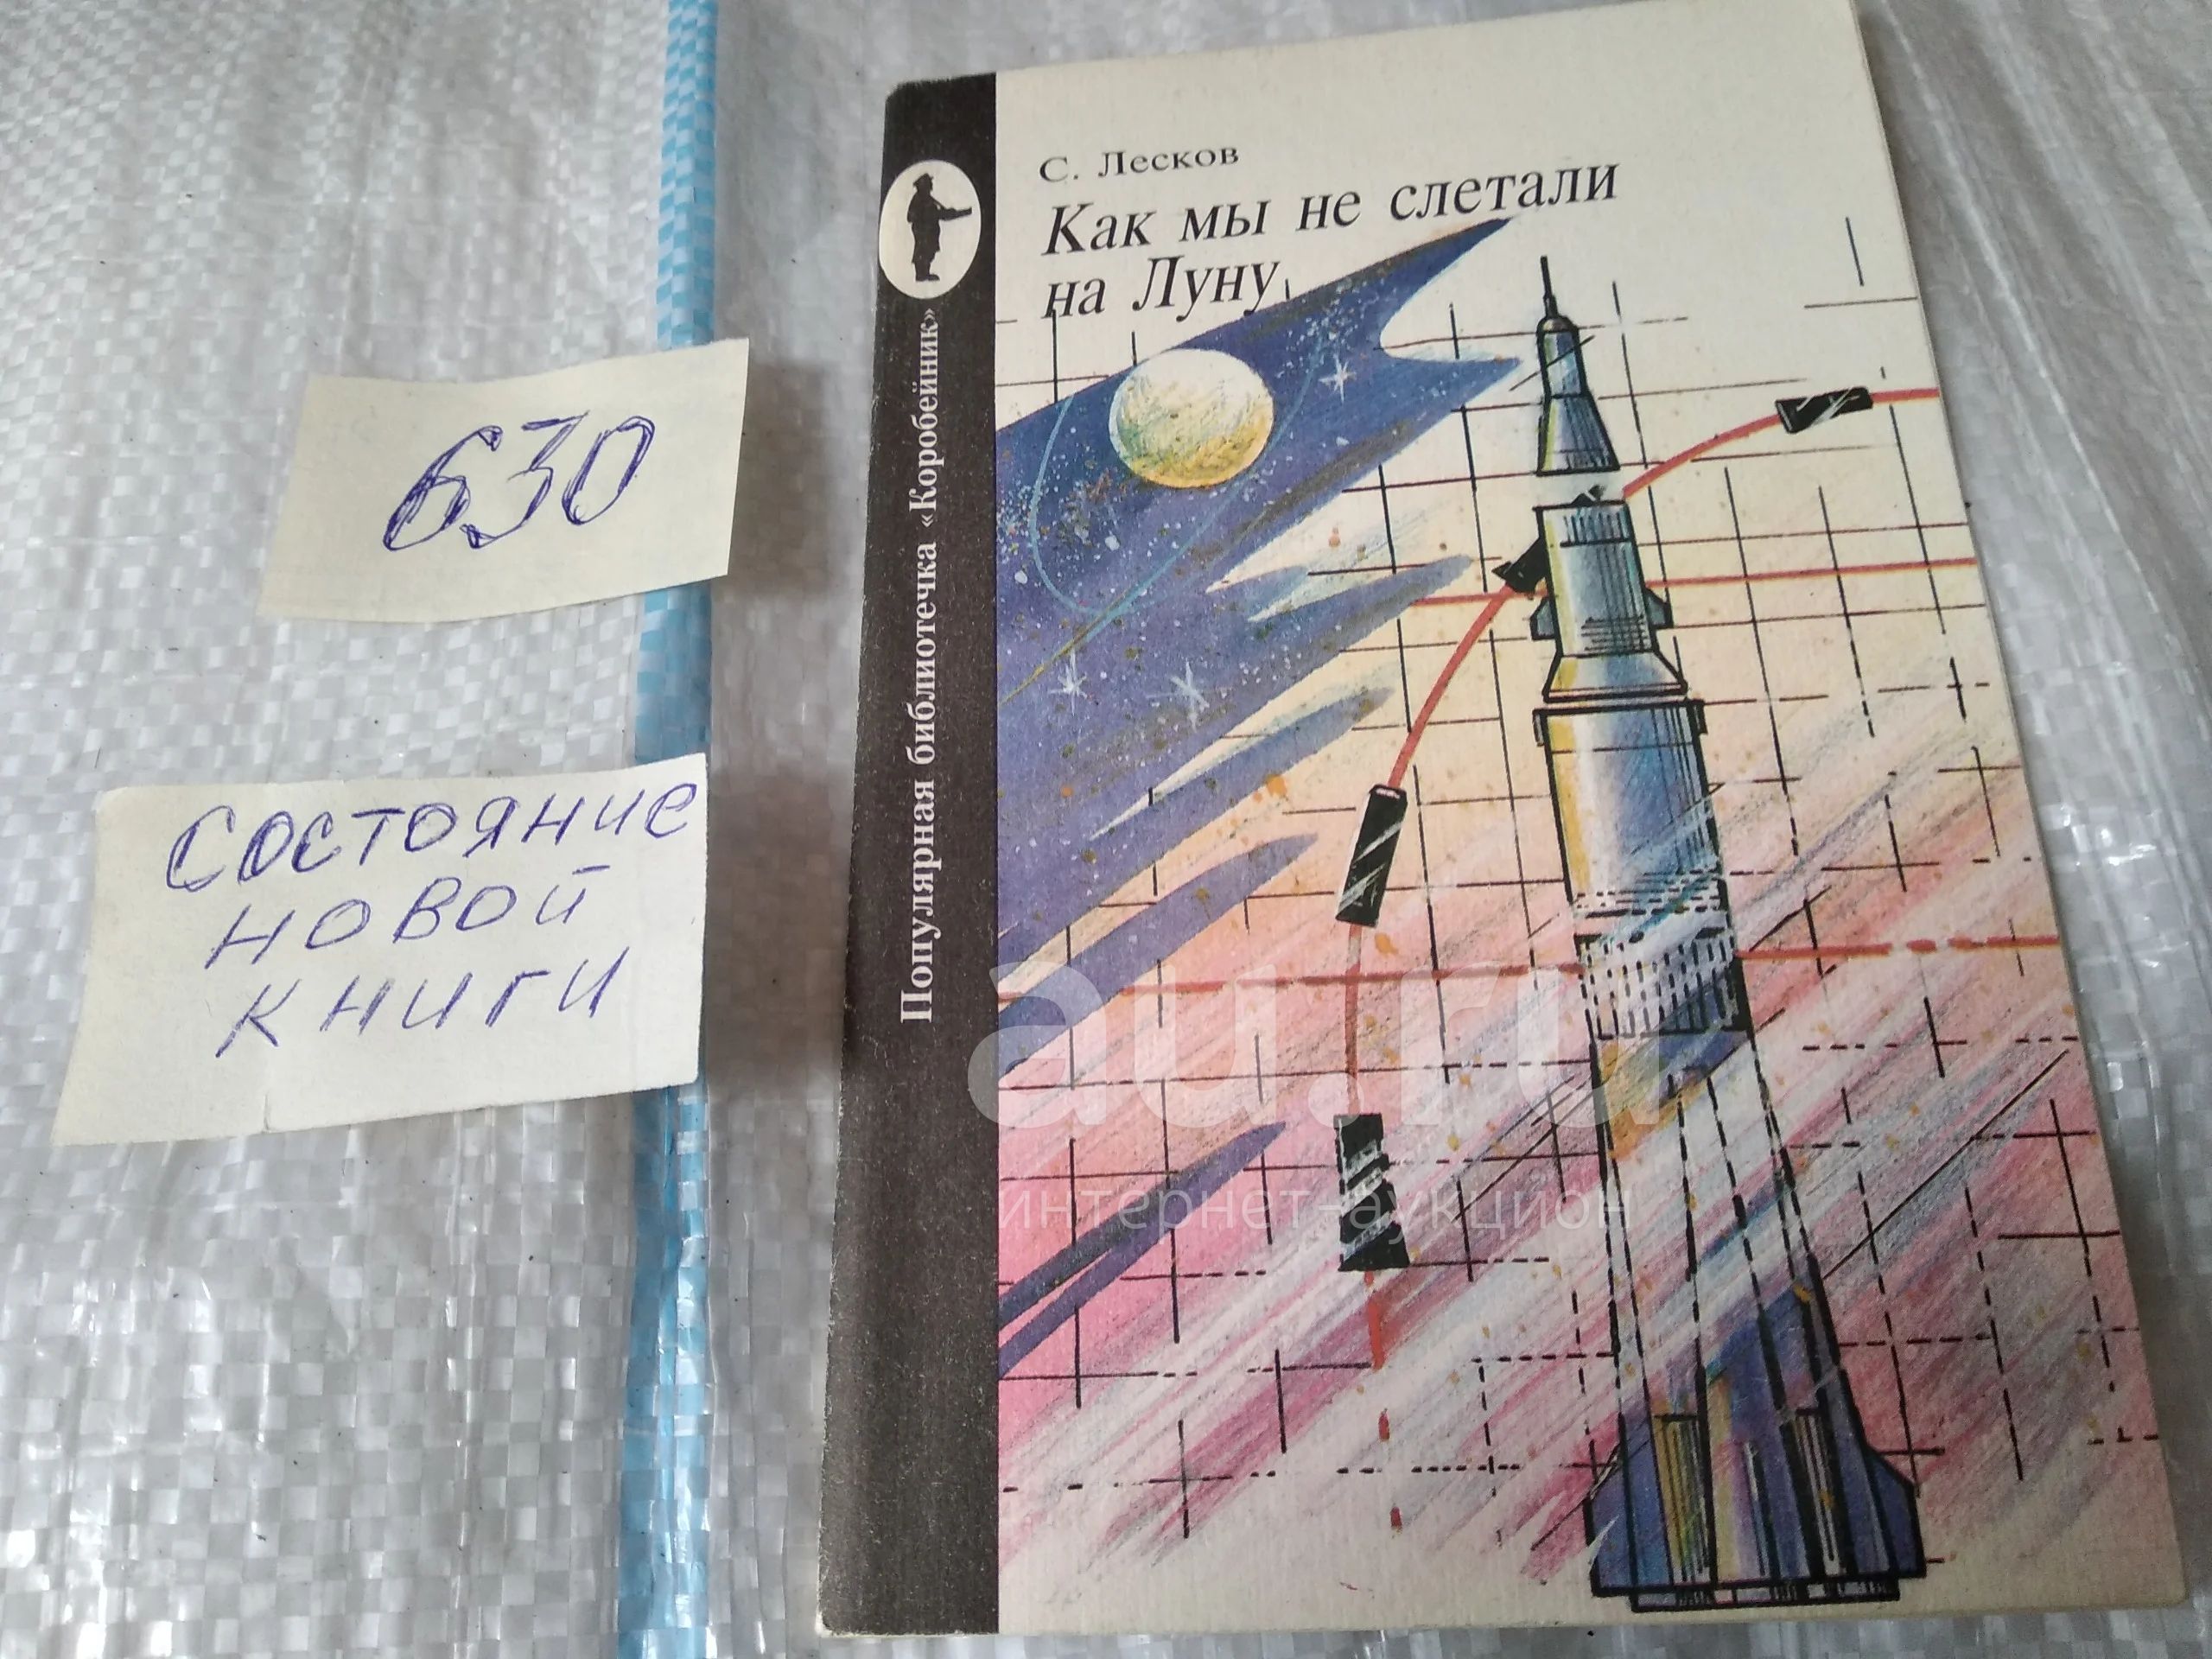 С. Лесков
Как мы не слетали
на Луну
Популярная библиотечка «Коробейник»
630
Состояние
новой
книги
au.ru
интернет-аукцион